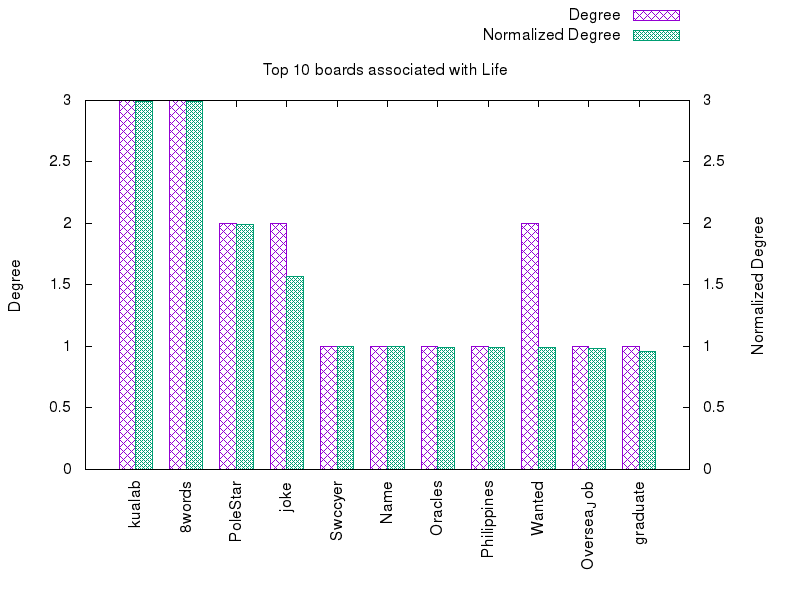 Degree
Normalized Degree
Top 10 boards associated with Life
3
2.5
2
1.5
1
0.5
0
3
2.5
2
1.5
1
0.5
0
Degree
Normalized Degree
kualab
8words
PoleStar
joke
Swccyer
Name
Oracles
Philippines
Wanted
OverseaJob
graduate